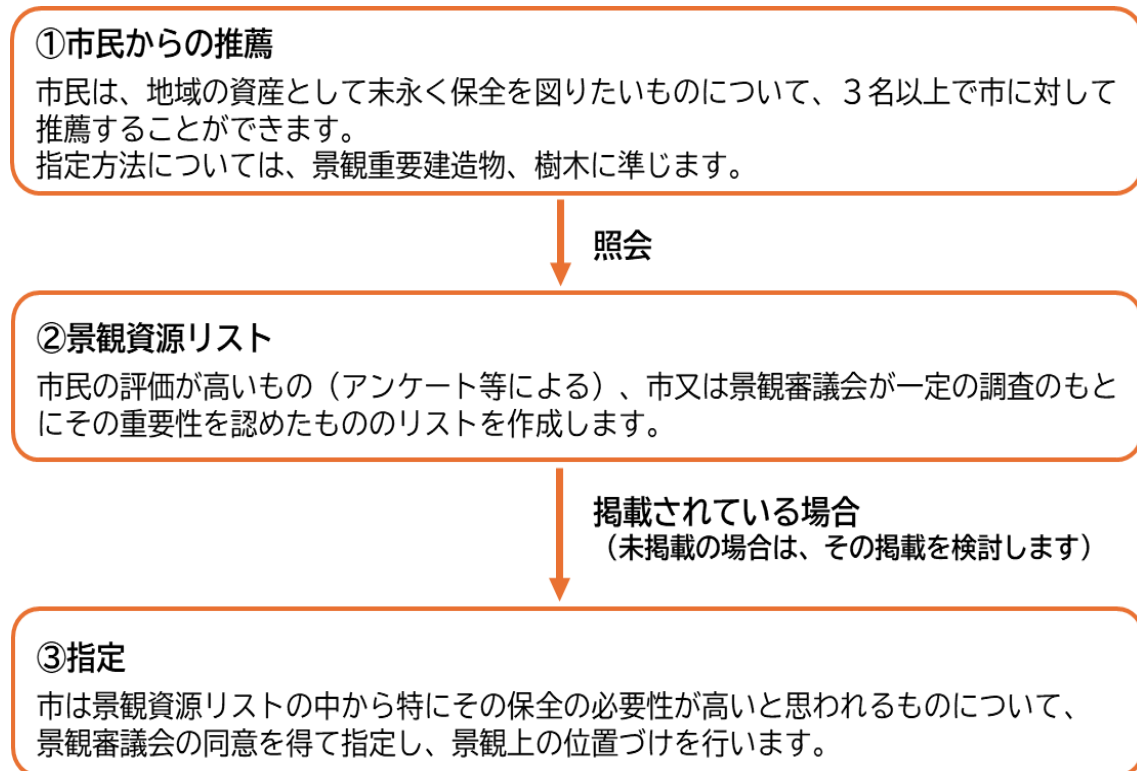 ①市民からの推薦
市民は、地域の資産として末永く保全を図りたいものについて、３名以上で市に対して
推薦することができます。
指定方法については、景観重要建造物、樹木に準じます。
照会
②景観資源リスト
市民の評価が高いもの（アンケート等による）、市又は景観審議会が一定の調査のもと
にその重要性を認めたもののリストを作成します。
掲載されている場合
（未掲載の場合は、その掲載を検討します）
③指定
市は景観資源リストの中から特にその保全の必要性が高いと思われるものについて、
景観審議会の同意を得て指定し、景観上の位置づけを行います。